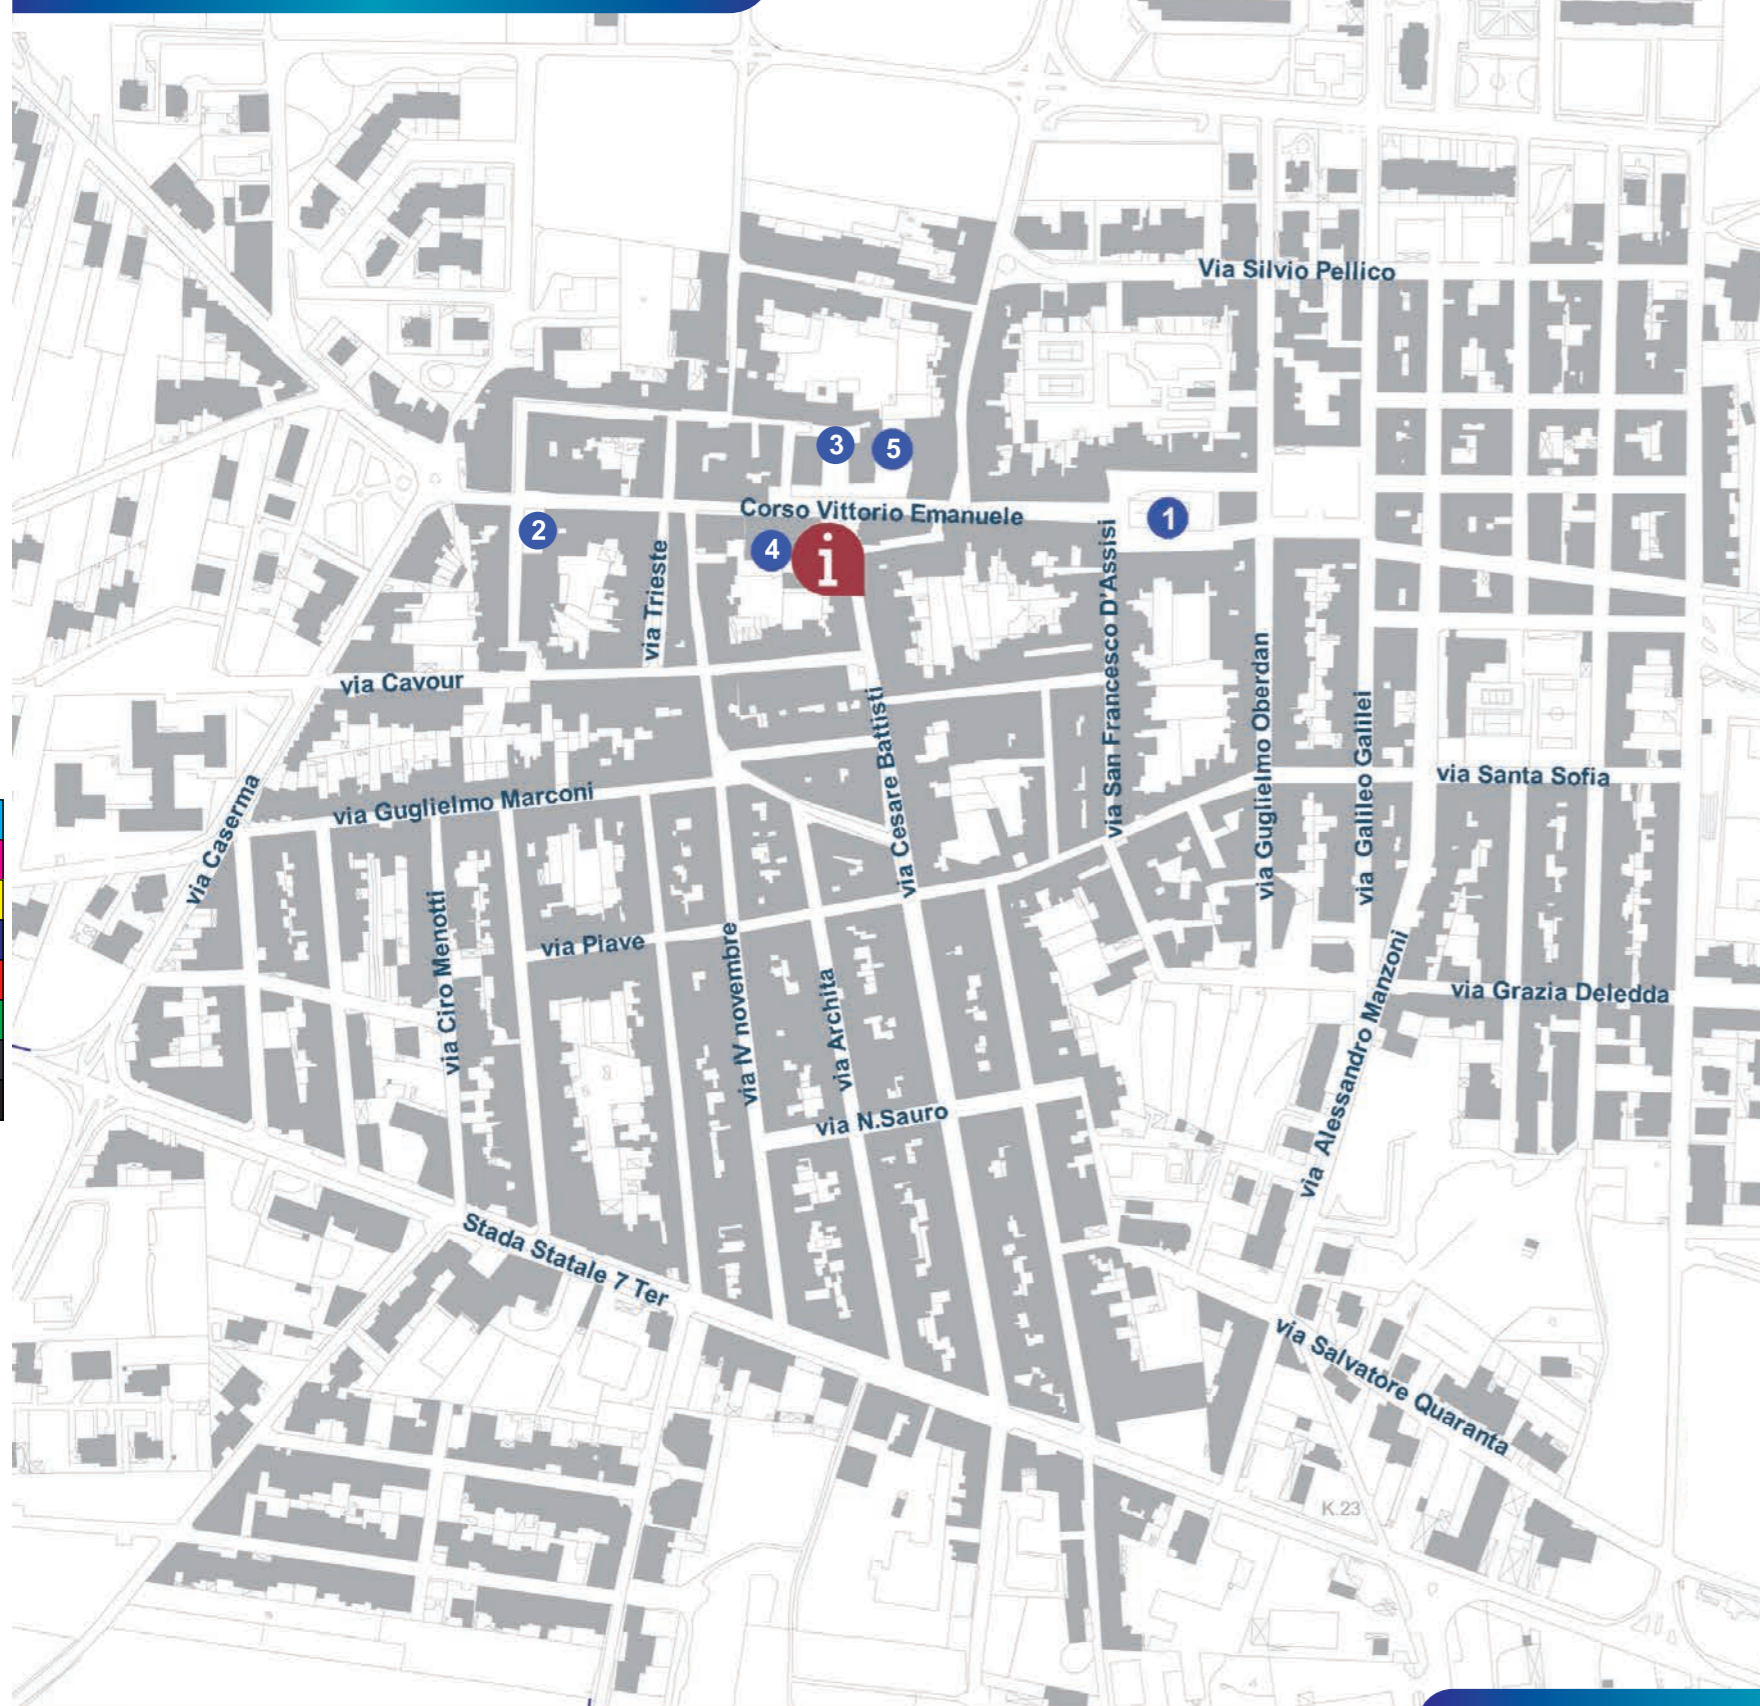 Via Silvio Pellico
3
5
Corso Vittorio Emanuele
1
2
4
i
via Trieste
via San Francesco D'Assisi
via Cavour
via Guglielmo Oberdan
via Cesare Battisti
via Galileo Galilei
via Santa Sofia
via Guglielmo Marconi
via Caserma
via Ciro Menotti
via Piave
via IV novembre
via Archita
via Alessandro Manzoni
via Grazia Deledda
via N.Sauro
Stada Statale 7 Ter
via Salvatore Quaranta
K.23